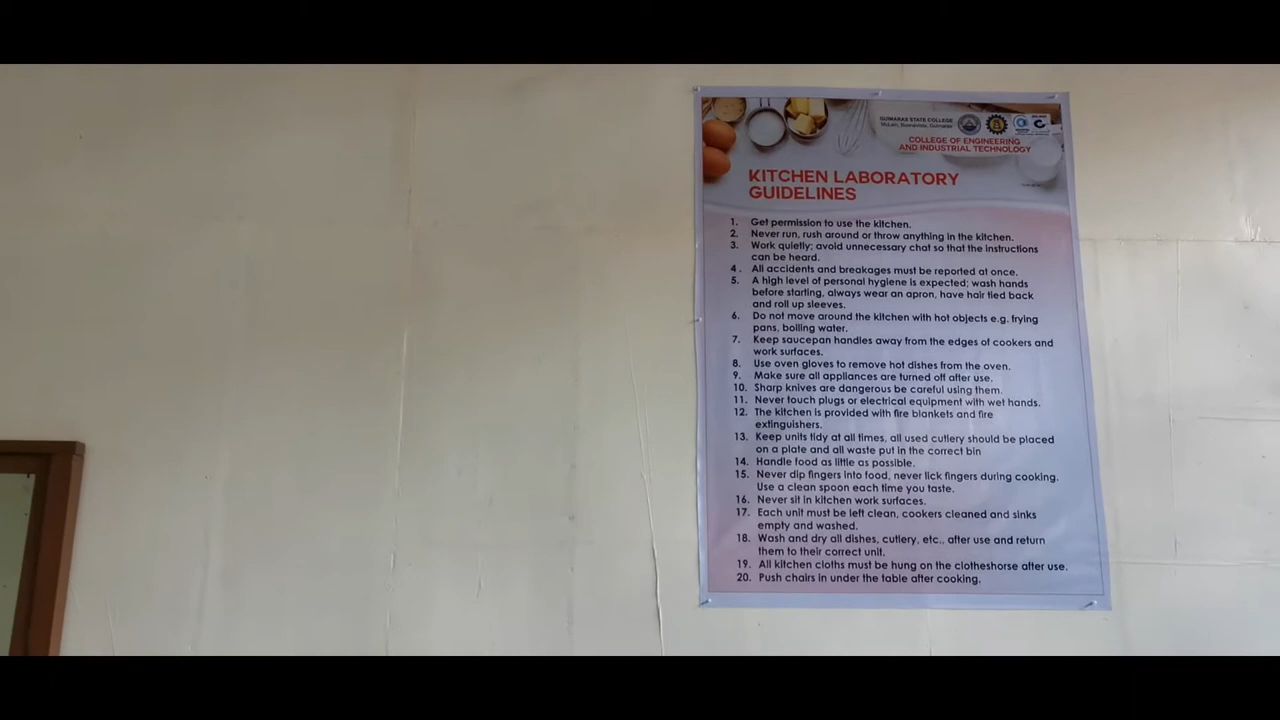 GUIMARAS STATE COLLEGE
McLain, Buenavista, Guimaras
COLLEGE OF ENGINEERING
AND INDUSTRIAL TECHNOLOGY
KITCHEN LABORATORY
GUIDELINES
1. Get permission to use the kitchen.
2. Never run, rush around or throw anything in the kitchen.
3. Work quietly; avoid unnecessary chat so that the instructions
can be heard.
4. All accidents and breakages must be reported at once.
5. A high level of personal hygiene is expected; wash hands
before starting, always wear an apron, have hair tied back
and roll up sleeves.
6. Do not move around the kitchen with hot objects e.g. frying
pans, boiling water.
7. Keep saucepan handles away from the edges of cookers and
work surfaces.
8. Use oven gloves to remove hot dishes from the oven.
9. Make sure all appliances are turned off after use.
10. Sharp knives are dangerous be careful using them.
11. Never touch plugs or electrical equipment with wet hands.
12. The kitchen is provided with fire blankets and fire
extinguishers.
13. Keep units tidy at all times, all used cutlery should be placed
on a plate and all waste put in the correct bin
14. Handle food as little as possible.
15. Never dip fingers into food, never lick fingers during cooking.
Use a clean spoon each time you taste.
16. Never sit in kitchen work surfaces.
17. Each unit must be left clean, cookers cleaned and sinks
empty and washed.
18. Wash and dry all dishes, cutlery, etc., after use and return
them to their correct unit.
19. All kitchen cloths must be hung on the clotheshorse after use.
20. Push chairs in under the table after cooking.